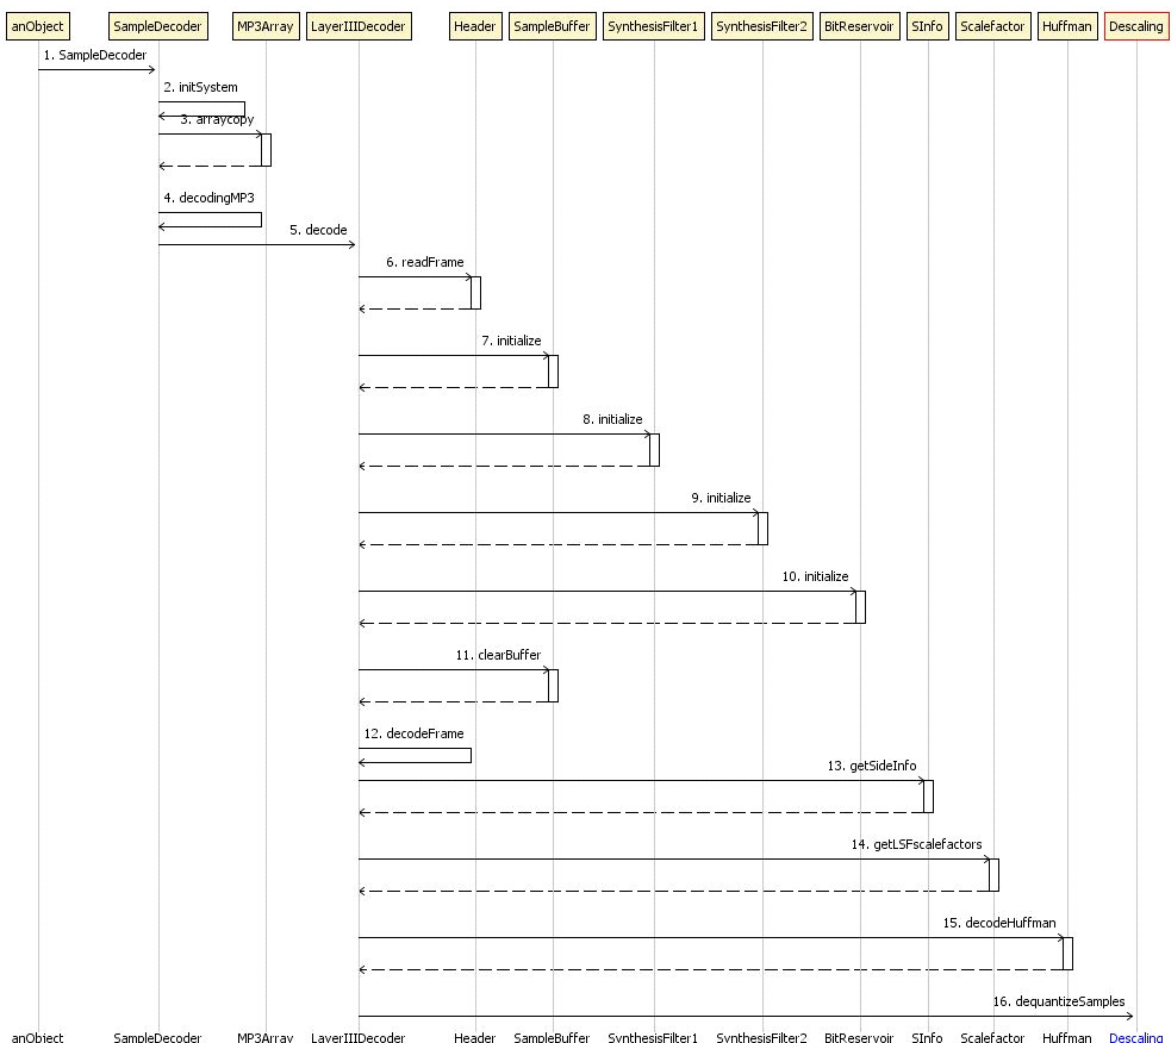 anObject SampleDecoder MP3Array LayerIIIDecoder Header SampleBuffer SynthesisFilter1 SynthesisFilter2 BitReservoir SInfo Scalefactor Huffman Descaling
1. SampleDecoder
2. initSystem
3. arraycopy
4. decodingMP3
5. decode
6. readFrame
7. initialize
8. initialize
9. initialize
10. initialize
11. clearBuffer
12. decodeFrame
13. getSideInfo
14. getLSFscalefactors
15. decodeHuffman
16. dequantizeSamples
anObject SampleDecoder MP3Array LayerIIIDecoder Header SampleBuffer SynthesisFilter1 SynthesisFilter2 BitReservoir SInfo Scalefactor Huffman Descaling